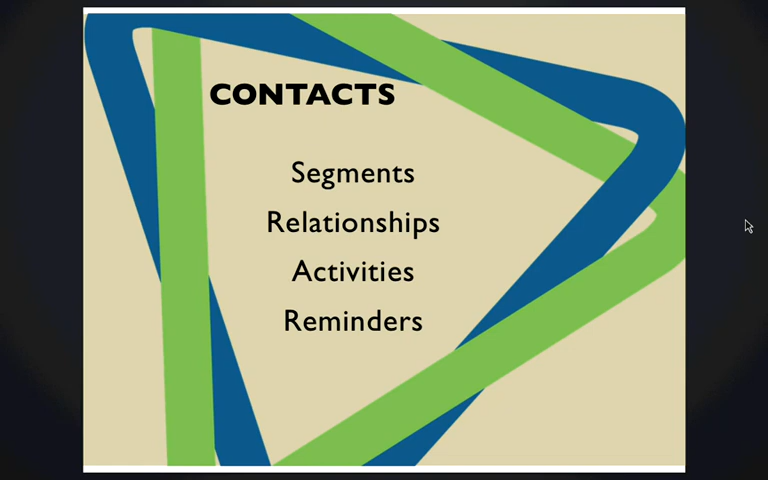 CONTACTS
Segments
Relationships
Activities
Reminders